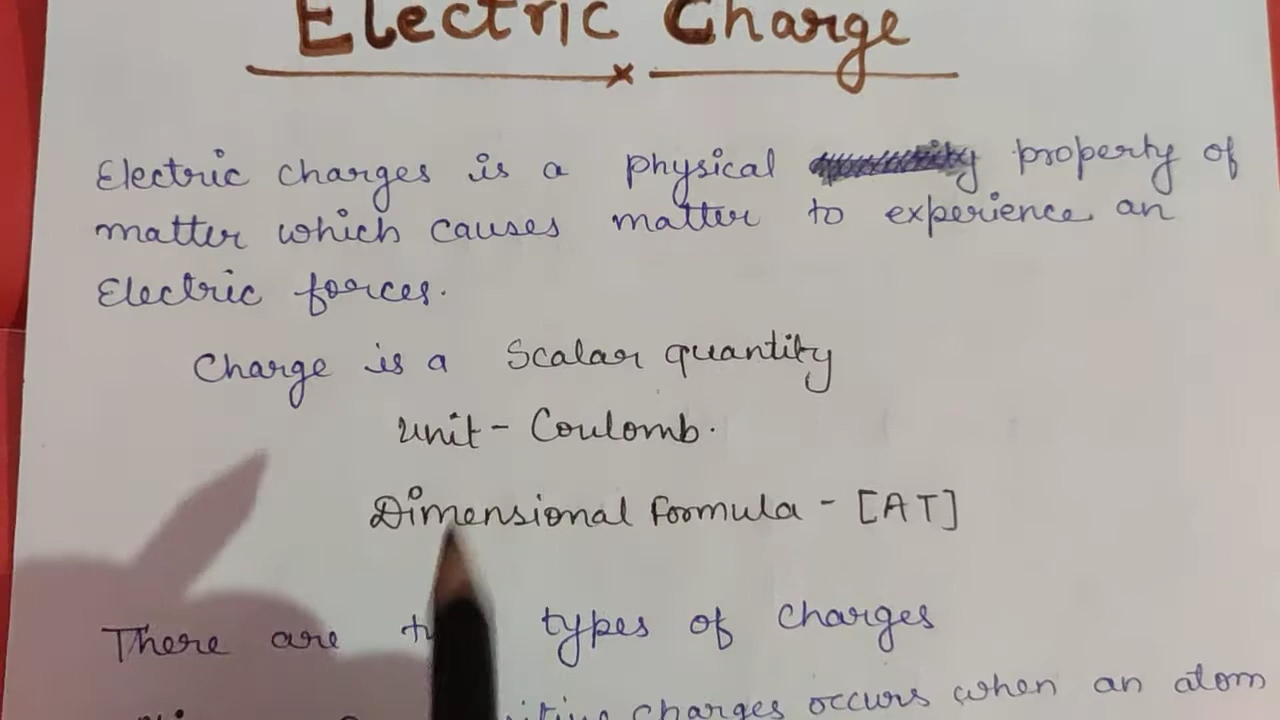 Electric Charge
Electric charges is a physical property of
matter which causes matter to experience an
Electric forces.
Charge is a Scalar quantity
Unit - Coulomb.
Dimensional formula - [AT]
There are types of charges
charges occurs when an atom